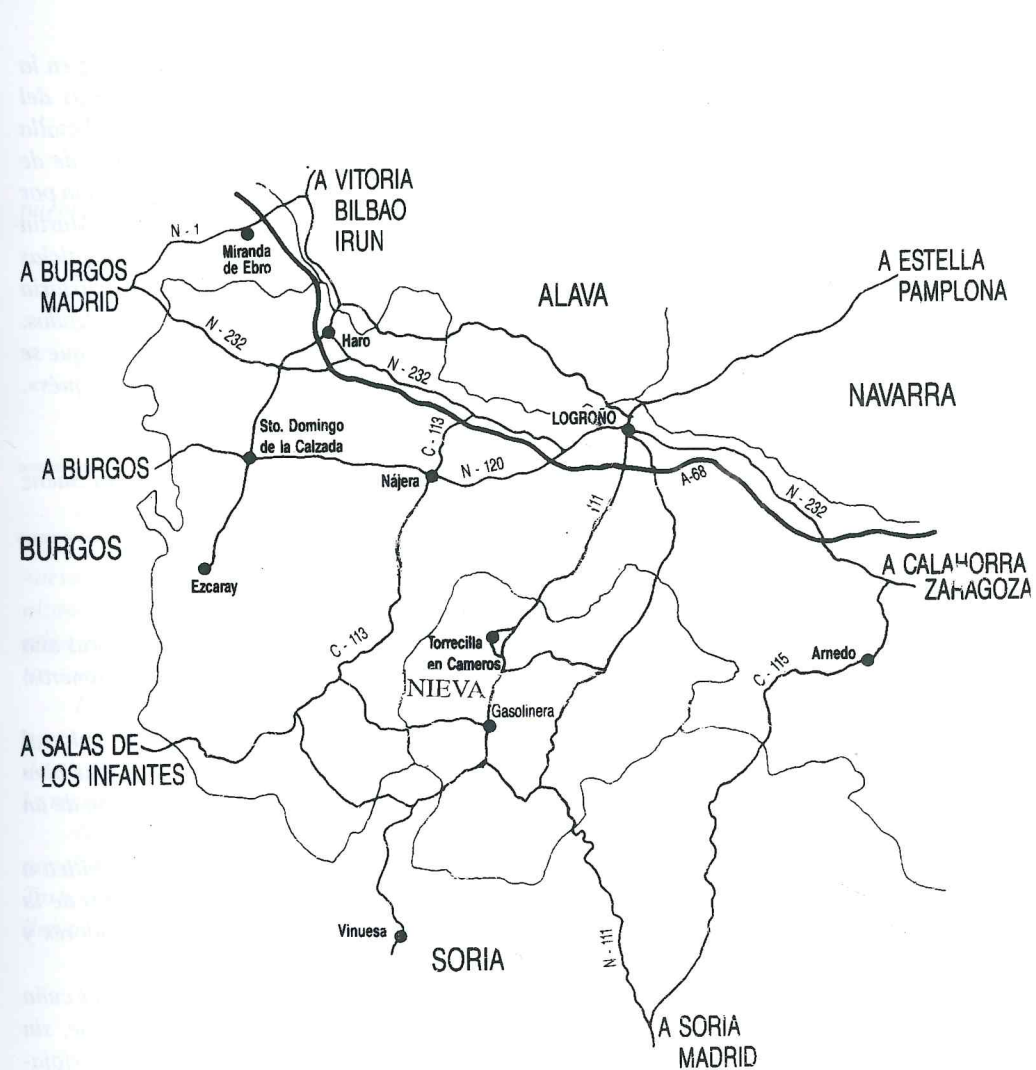 A VITORIA
BILBAO
IRUN
N - 1
Miranda
de Ebro
A BURGOS
MADRID
A ESTELLA
PAMPLONA
ALAVA
N - 232
Haro
N - 232
NAVARRA
LOGROÑO
Sto. Domingo
de la Calzada
C - 113
A BURGOS
Nájera
N - 120
A-68
N - 232
111
BURGOS
Ezcaray
A CALAHORRA
ZARAGOZA
C - 113
Torrecilla
en Cameros
NIEVA
Arnedo
C - 115
Gasolinera
A SALAS DE
LOS INFANTES
Vinuesa
SORIA
N - 111
A SORIA
MADRID